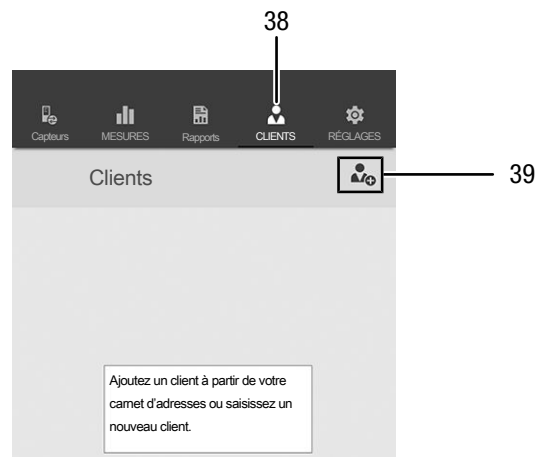 38
Capteurs MESURES Rapports CLIENTS RÉGLAGES
Clients
39
Ajoutez un client à partir de votre
carnet d'adresses ou saisissez un
nouveau client.